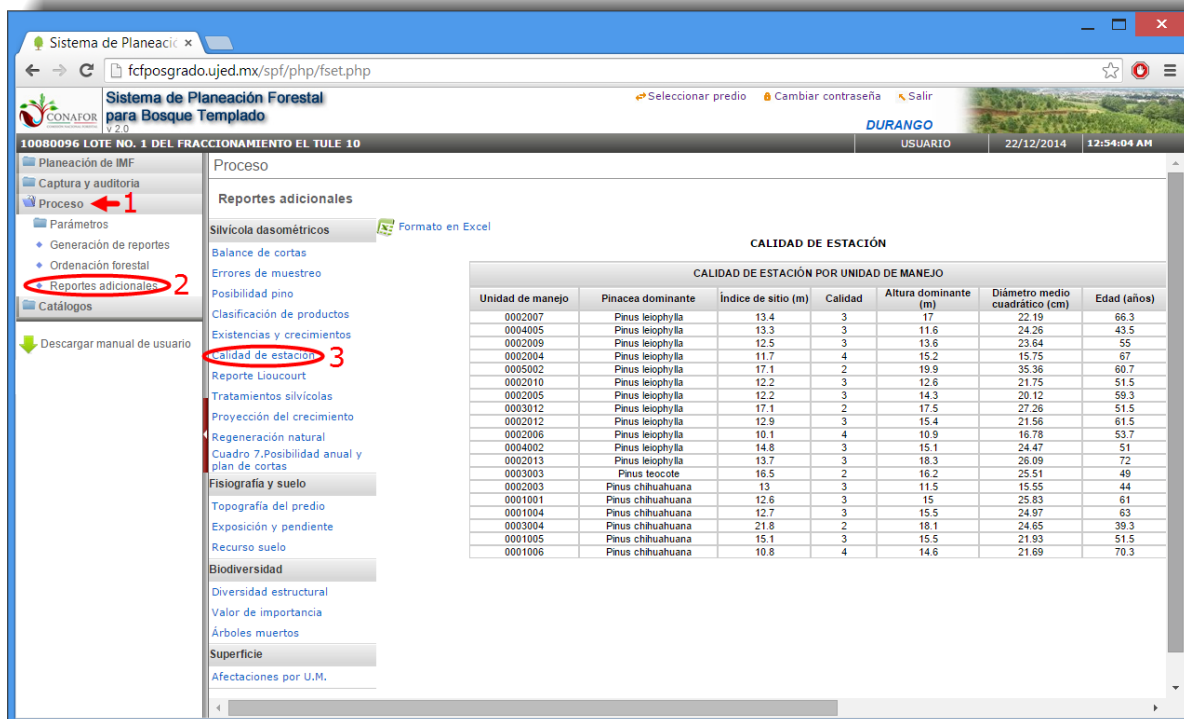 Sistema de Planeació
fcfposgrado.ujed.mx/spf/php/fset.php
CONAFOR
Sistema de Planeación Forestal
para Bosque Templado
v 2.0
Seleccionar predio Cambiar contraseña Salir
DURANGO
10080096 LOTE NO. 1 DEL FRACCIONAMIENTO EL TULE 10 USUARIO 22/12/2014 12:54:04 AM
Planeación de IMF
Captura y auditoria
Proceso 1
Parámetros
Generación de reportes
Ordenación forestal
Reportes adicionales 2
Catálogos
Descargar manual de usuario
Proceso
Reportes adicionales
Silvícola dasométricos
Balance de cortas
Errores de muestreo
Posibilidad pino
Clasificación de productos
Existencias y crecimientos
Calidad de estación 3
Reporte Lioucourt
Tratamientos silvícolas
Proyección del crecimiento
Regeneración natural
Cuadro 7.Posibilidad anual y
plan de cortas
Fisiografía y suelo
Topografía del predio
Exposición y pendiente
Recurso suelo
Biodiversidad
Diversidad estructural
Valor de importancia
Árboles muertos
Superficie
Afectaciones por U.M.
Formato en Excel
CALIDAD DE ESTACIÓN
CALIDAD DE ESTACIÓN POR UNIDAD DE MANEJO
Unidad de manejo Pinacea dominante Índice de sitio (m) Calidad Altura dominante (m) Diámetro medio cuadrático (cm) Edad (años)
0002007 Pinus leiophylla 13.4 3 17 22.19 66.3
0004005 Pinus leiophylla 13.3 3 11.6 24.26 43.5
0002009 Pinus leiophylla 12.5 3 13.6 23.64 55
0002004 Pinus leiophylla 11.7 4 15.2 15.75 67
0005002 Pinus leiophylla 17.1 2 19.9 35.36 60.7
0002010 Pinus leiophylla 12.2 3 12.6 21.75 51.5
0002005 Pinus leiophylla 12.2 3 14.3 20.12 59.3
0003012 Pinus leiophylla 17.1 2 17.5 27.26 51.5
0002012 Pinus leiophylla 12.9 3 15.4 21.56 61.5
0002006 Pinus leiophylla 10.1 4 10.9 16.78 53.7
0004002 Pinus leiophylla 14.8 3 15.1 24.47 51
0002013 Pinus leiophylla 13.7 3 18.3 26.09 72
0003003 Pinus teocote 16.5 2 16.2 25.51 49
0002003 Pinus chihuahuana 13 3 11.5 15.55 44
0001001 Pinus chihuahuana 12.6 3 15 25.83 61
0001004 Pinus chihuahuana 12.7 3 15.5 24.97 63
0003004 Pinus chihuahuana 21.8 2 18.1 24.65 39.3
0001005 Pinus chihuahuana 15.1 3 15.5 21.93 51.5
0001006 Pinus chihuahuana 10.8 4 14.6 21.69 70.3